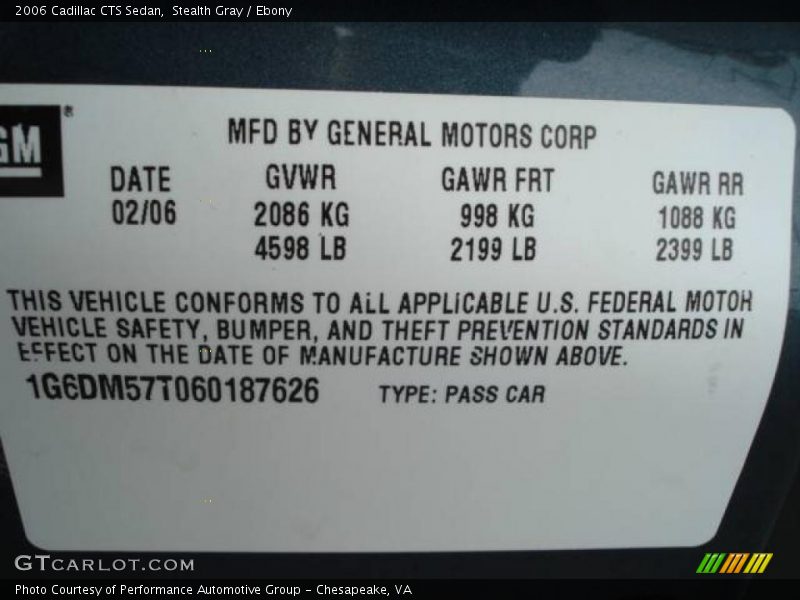 2006 Cadillac CTS Sedan, Stealth Gray / Ebony
GM®
MFD BY GENERAL MOTORS CORP
DATE GVWR GAWR FRT GAWR RR
02/06 2086 KG 998 KG 1088 KG
4598 LB 2199 LB 2399 LB
THIS VEHICLE CONFORMS TO ALL APPLICABLE U.S. FEDERAL MOTOR
VEHICLE SAFETY, BUMPER, AND THEFT PREVENTION STANDARDS IN
EFFECT ON THE DATE OF MANUFACTURE SHOWN ABOVE.
1G6DM57T060187626 TYPE: PASS CAR
GTCARLOT.COM
Photo Courtesy of Performance Automotive Group - Chesapeake, VA